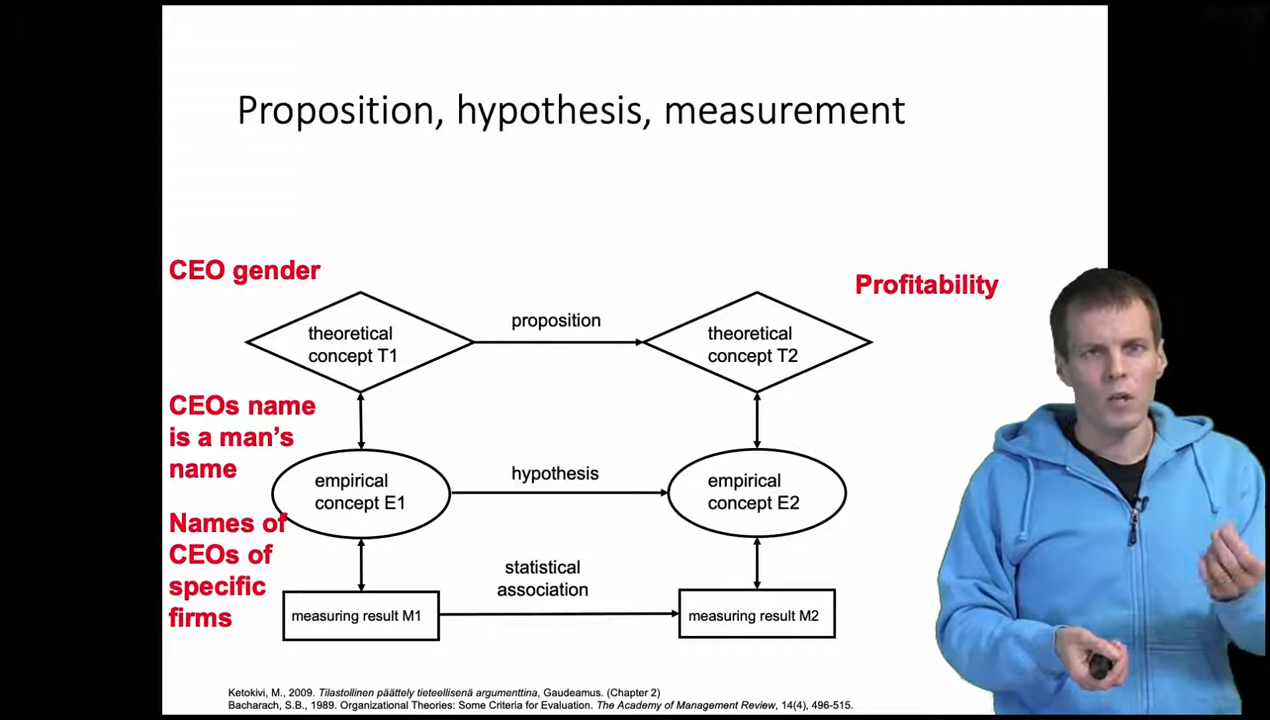 Proposition, hypothesis, measurement
CEO gender
Profitability
proposition
theoretical
concept T1
theoretical
concept T2
CEOs name
is a man's
name
hypothesis
empirical
concept E1
empirical
concept E2
Names of
CEOs of
specific
firms
statistical
association
measuring result M1
measuring result M2
Ketokivi, M., 2009. Tilastollinen päättely tieteellisenä argumenttina, Gaudeamus. (Chapter 2)
Bacharach, S.B., 1989. Organizational Theories: Some Criteria for Evaluation. The Academy of Management Review, 14(4), 496-515.